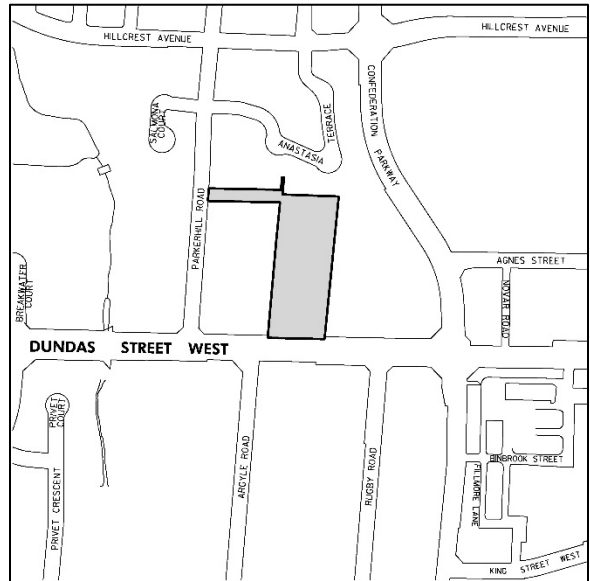 HILLCREST AVENUE
HILLCREST AVENUE
CONFEDERATION PARKWAY
SALMONA
COURT
ANASTASIA
TERRACE
PARKERHILL ROAD
BREAKWATER
COURT
AGNES STREET
NOVAR ROAD
DUNDAS STREET WEST
PRIVET
COURT
PRIVET CRESCENT
ARGYLE ROAD
RUGBY ROAD
BINBROOK STREET
FILLMORE
LANE
KING STREET WEST